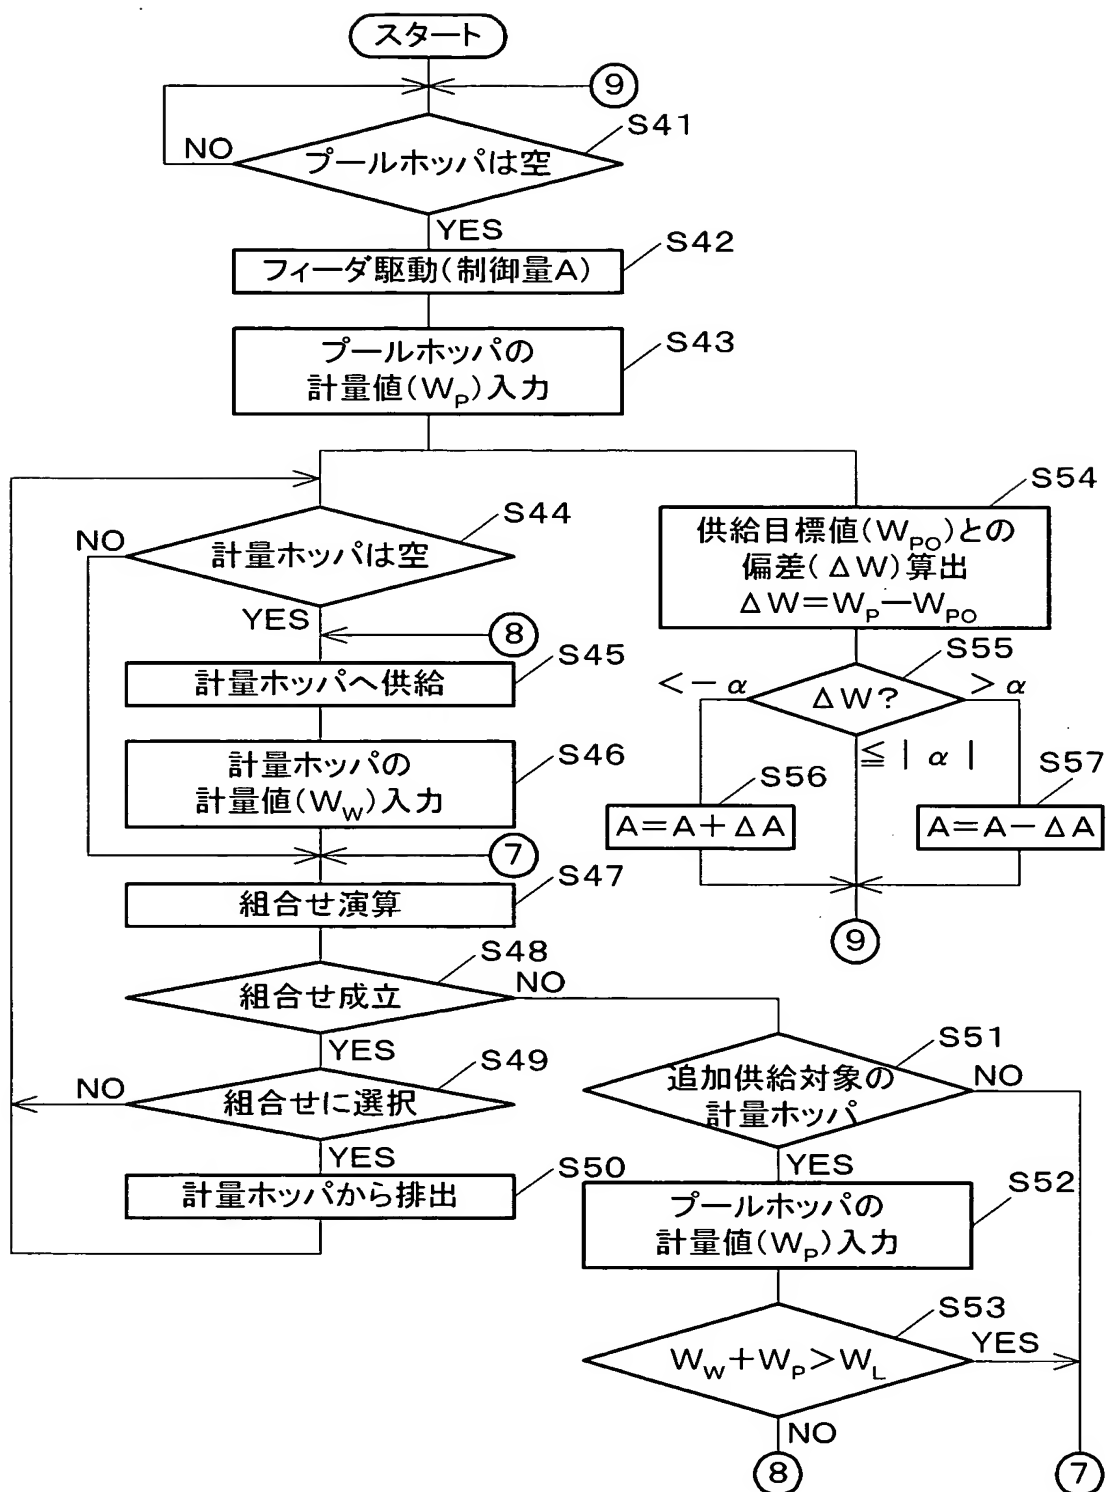 スタート
⑨
S41
NO
プールホッパは空
YES
S42
フィーダ駆動(制御量A)
S43
プールホッパの
計量値(WP)入力
S44
NO
計量ホッパは空
YES
⑧
S45
計量ホッパへ供給
S46
計量ホッパの
計量値(WW)入力
⑦
S47
組合せ演算
S48
NO
組合せ成立
YES
S49
NO
組合せに選択
YES
S50
計量ホッパから排出
S54
供給目標値(WPO)との
偏差(ΔW)算出
ΔW=WP−WPO
S55
<−α
ΔW?
>α
≦|α|
S56
A=A+ΔA
S57
A=A−ΔA
⑨
S51
追加供給対象の
計量ホッパ
NO
YES
S52
プールホッパの
計量値(WP)入力
S53
WW+WP>WL
YES
NO
⑧
⑦